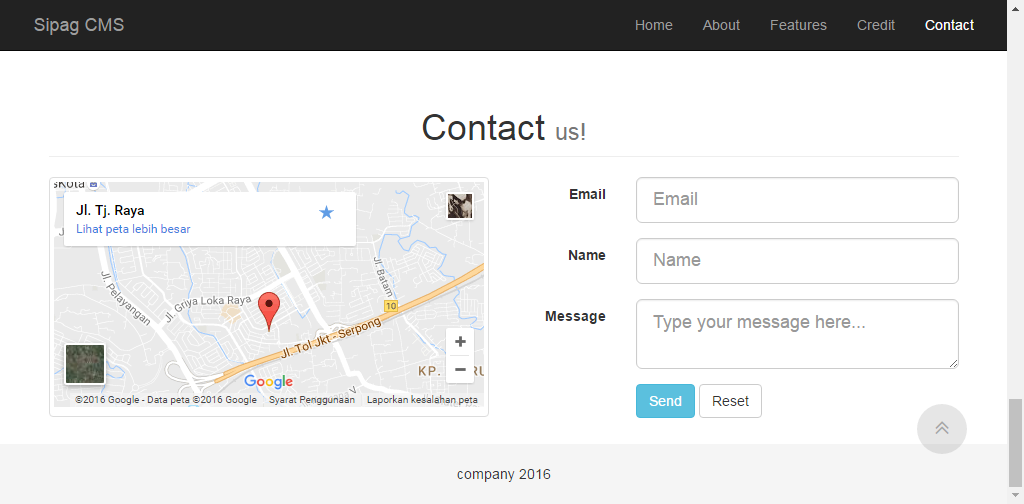 Sipag CMS
Home
About
Features
Credit
Contact
Contact us!
Jl. Tj. Raya
Lihat peta lebih besar
Jl. Pelayangan
Jl. Griya Loka Raya
Jl. Batam
10
Jl. Tol Jkt - Serpong
KP.
Google
©2016 Google - Data peta ©2016 Google
Syarat Penggunaan
Laporkan kesalahan peta
Email
Email
Name
Name
Message
Type your message here...
Send
Reset
company 2016